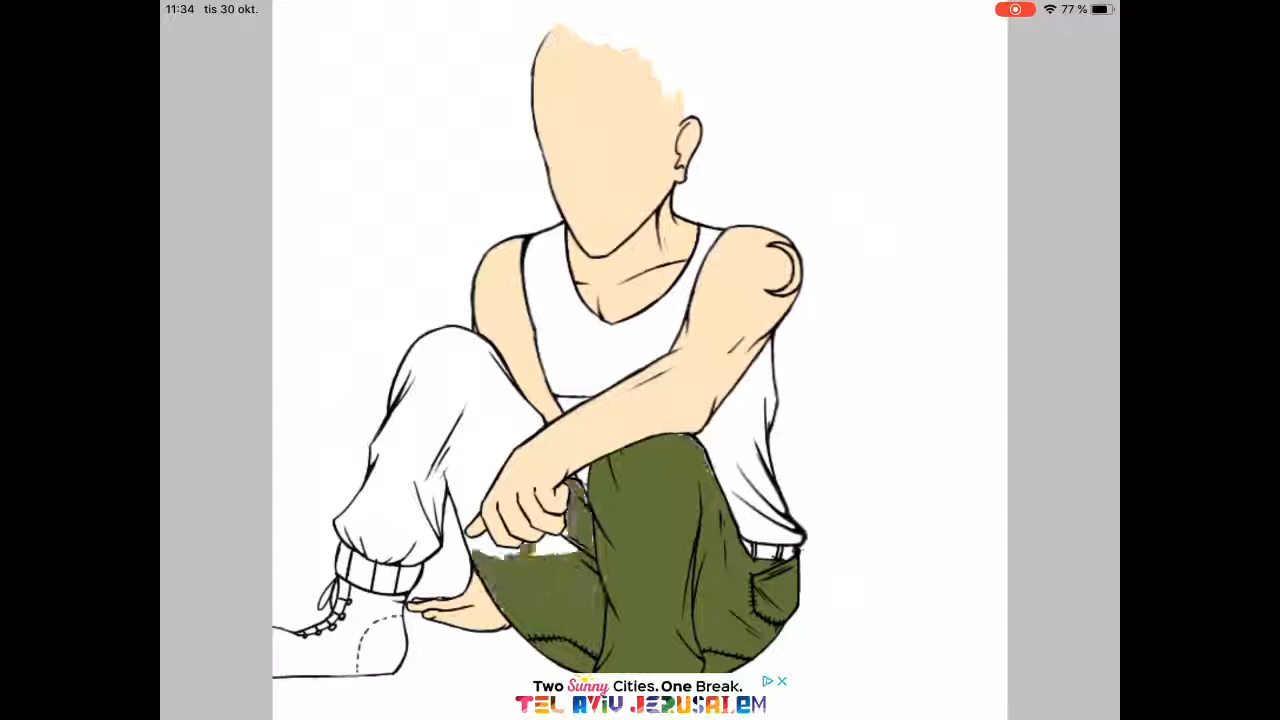 11:34 tis 30 okt. 77 %
Two Sunny Cities. One Break.
TEL AVIV JERUSALEM